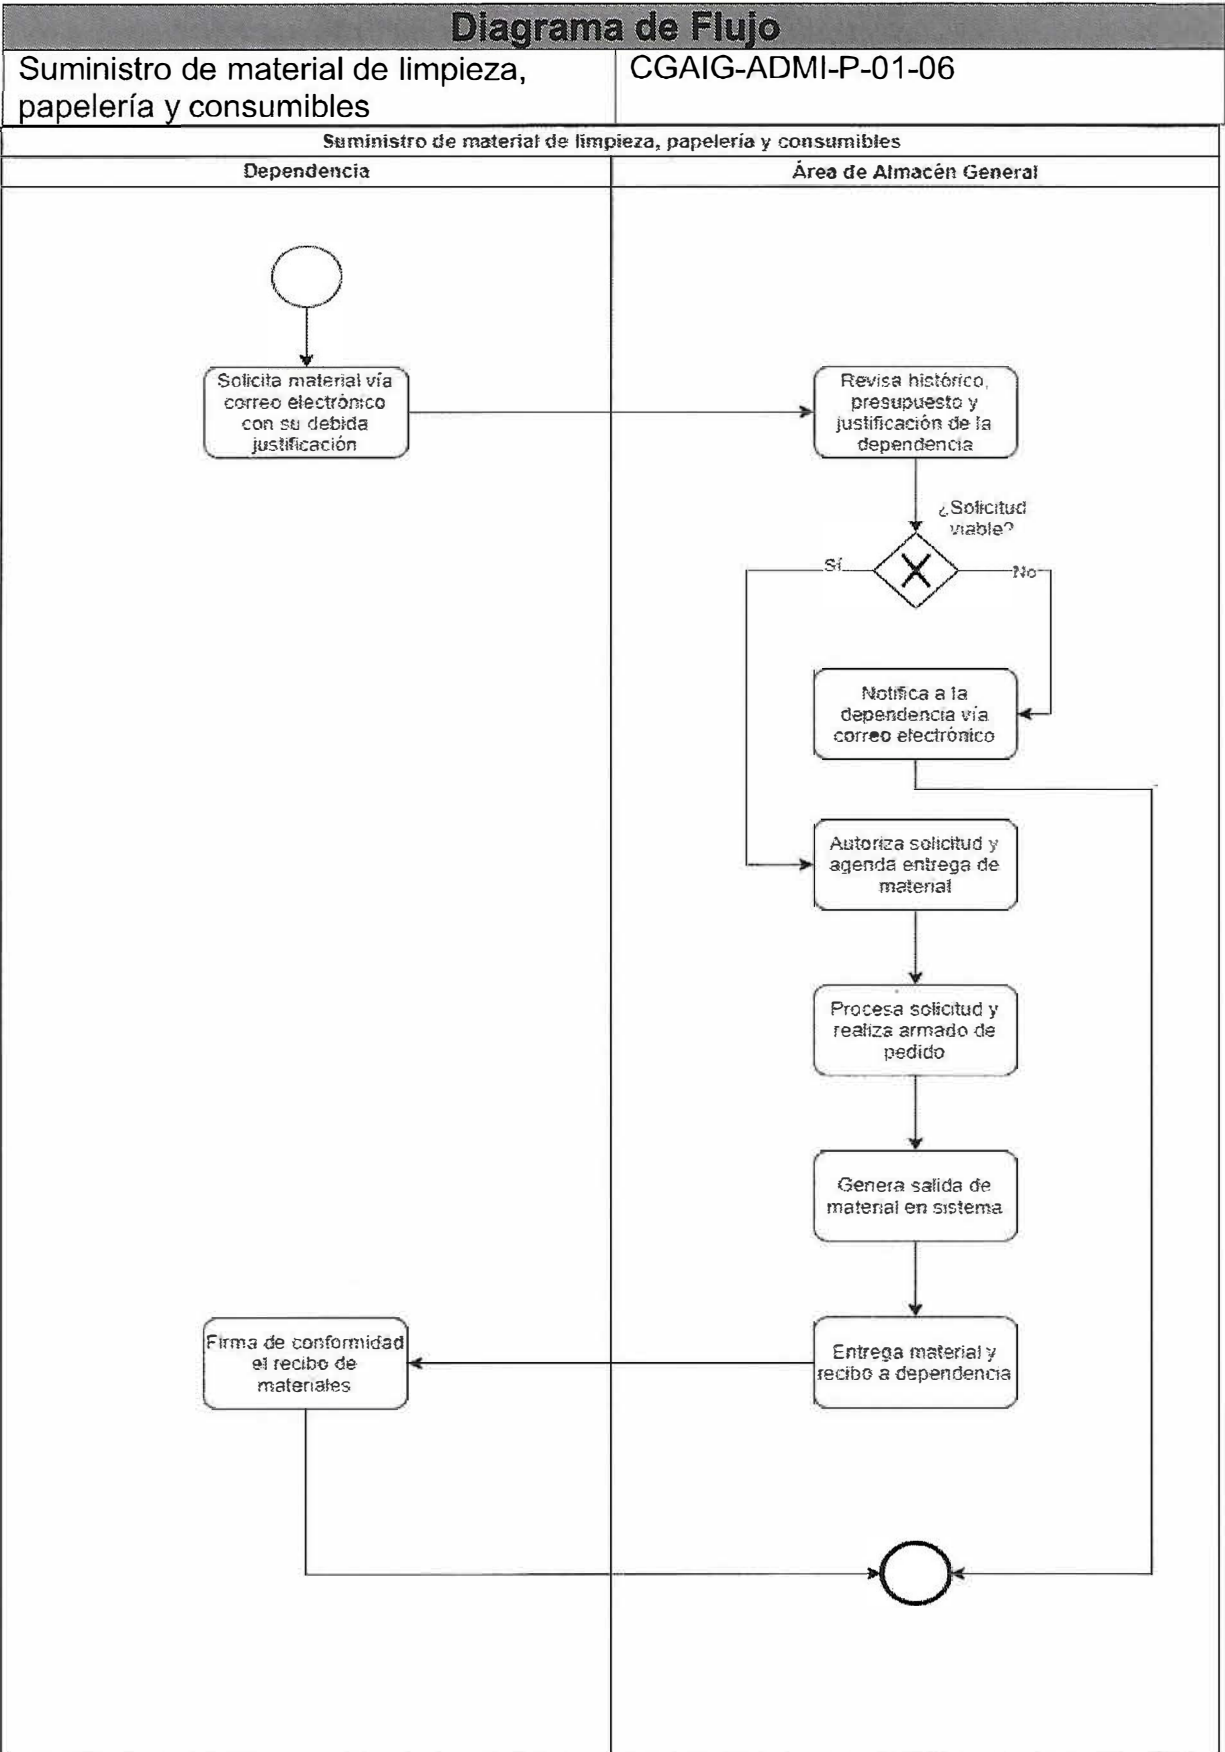 Diagrama de Flujo
Suministro de material de limpieza,
papelería y consumibles
CGAIG-ADMI-P-01-06
Suministro de material de limpieza, papelería y consumibles
Dependencia
Área de Almacén General
Solicita material vía
correo electrónico
con su debida
justificación
Revisa histórico,
presupuesto y
justificación de la
dependencia
¿Solicitud
viable?
Sí
No
Notifica a la
dependencia vía
correo electrónico
Autoriza solicitud y
agenda entrega de
material
Procesa solicitud y
realiza armado de
pedido
Genera salida de
material en sistema
Entrega material y
recibo a dependencia
Firma de conformidad
el recibo de
materiales